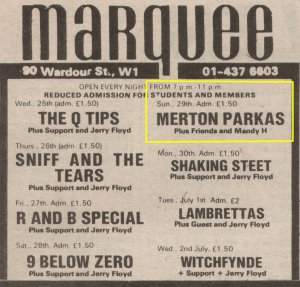 marquee
90 Wardour St., W1 01-437 6603
OPEN EVERY NIGHT FROM 7 p.m.-11 p.m.
REDUCED ADMISSION FOR STUDENTS AND MEMBERS
Wed., 25th (adm. £1.50)
THE Q TIPS
Plus Support and Jerry Floyd
Thurs., 26th (adm. £1.50)
SNIFF AND THE
TEARS
Plus Support and Jerry Floyd
Fri., 27th. Adm. £1.50
R AND B SPECIAL
Plus Support and Jerry Floyd
Sat., 28th. Adm. £1.50
9 BELOW ZERO
Plus Support and Jerry Floyd
Sun., 29th. Adm. £1.50
MERTON PARKAS
Plus Friends and Mandy H
Mon., 30th. Adm. £1.50
SHAKING STEET
Plus Support and Jerry Floyd
Tues., July 1st. Adm. £2
LAMBRETTAS
Plus Guest and Jerry Floyd
Wed., 2nd July, £1.50
WITCHFYNDE
+ Support + Jerry Floyd